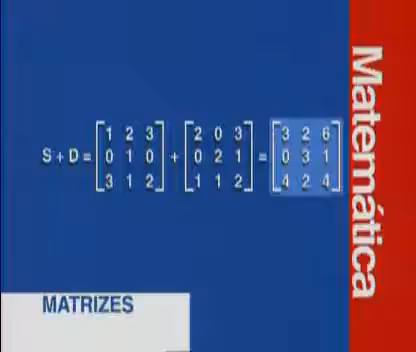 S + D = [1 2 3 + [2 0 3 = [3 2 6
0 1 0 0 2 1 0 3 1
3 1 2] 1 1 2] 4 2 4]
MATRIZES
Matemática